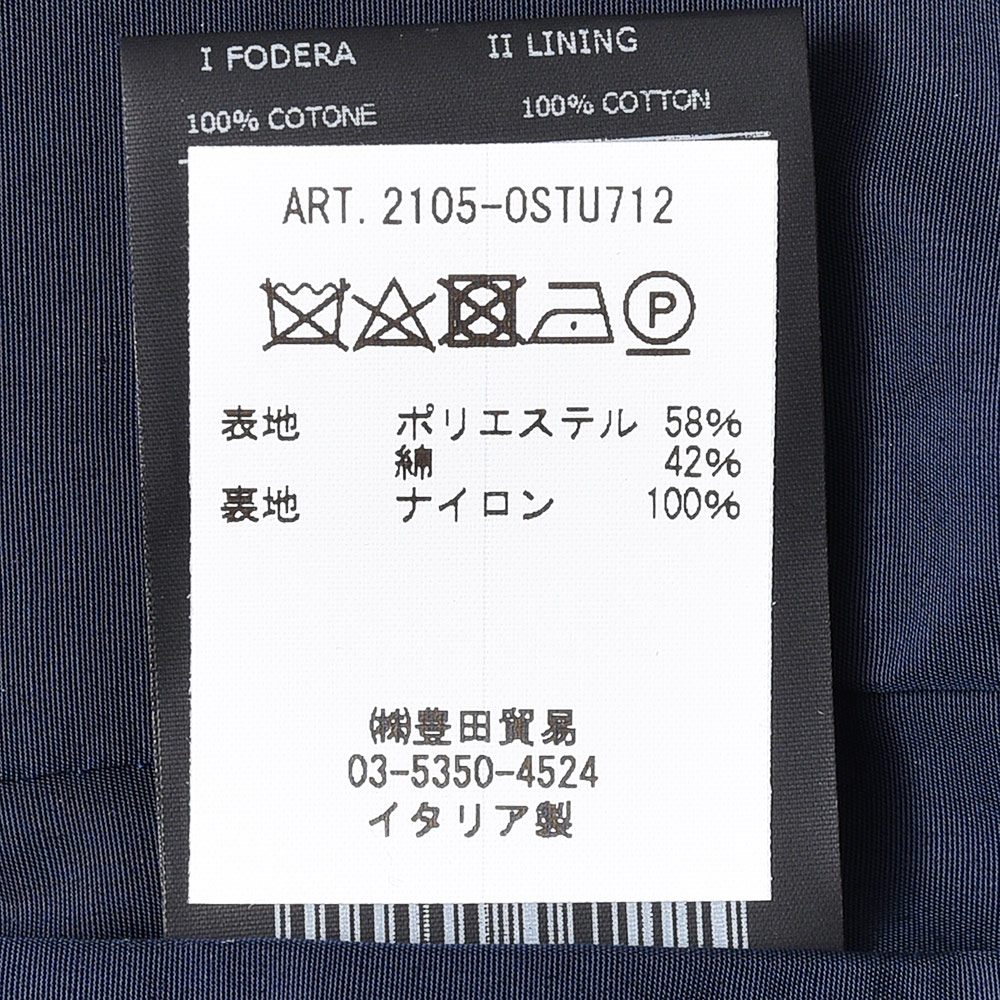 I FODERA II LINING
100% COTONE 100% COTTON
ART. 2105-OSTU712
P
表地 ポリエステル 58%
綿 42%
裏地 ナイロン 100%
㈱豊田貿易
03-5350-4524
イタリア製